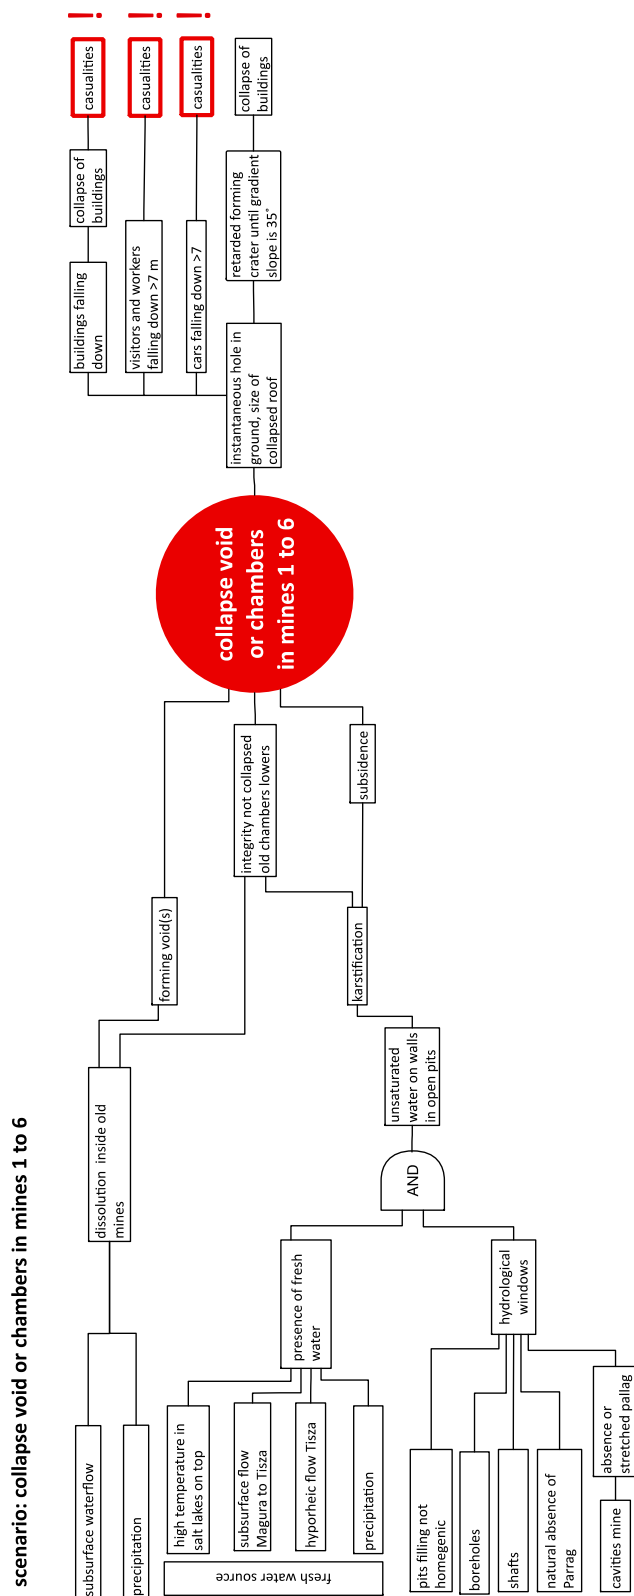 scenario: collapse void or chambers in mines 1 to 6
subsurface waterflow
precipitation
dissolution  inside old
mines
forming void(s)
fresh water source
high temperature in
salt lakes on top
subsurface flow
Magura to Tisza
hyporheic flow Tisza
precipitation
presence of fresh
water
pits filling not
homegenic
boreholes
shafts
natural absence of
Parrag
cavities mine
absence or
stretched pallag
hydrological
windows
AND
unsaturated
water on walls
in open pits
karstification
integrity not collapsed
old chambers lowers
subsidence
collapse void
or chambers
in mines 1 to 6
instantaneous hole in
ground, size of
collapsed roof
buildings falling
down
collapse of
buildings
casualities
!
visitors and workers
falling down >7 m
casualities
!
cars falling down >7
casualities
!
retarded forming
crater until gradient
slope is 35°
collapse of
buildings